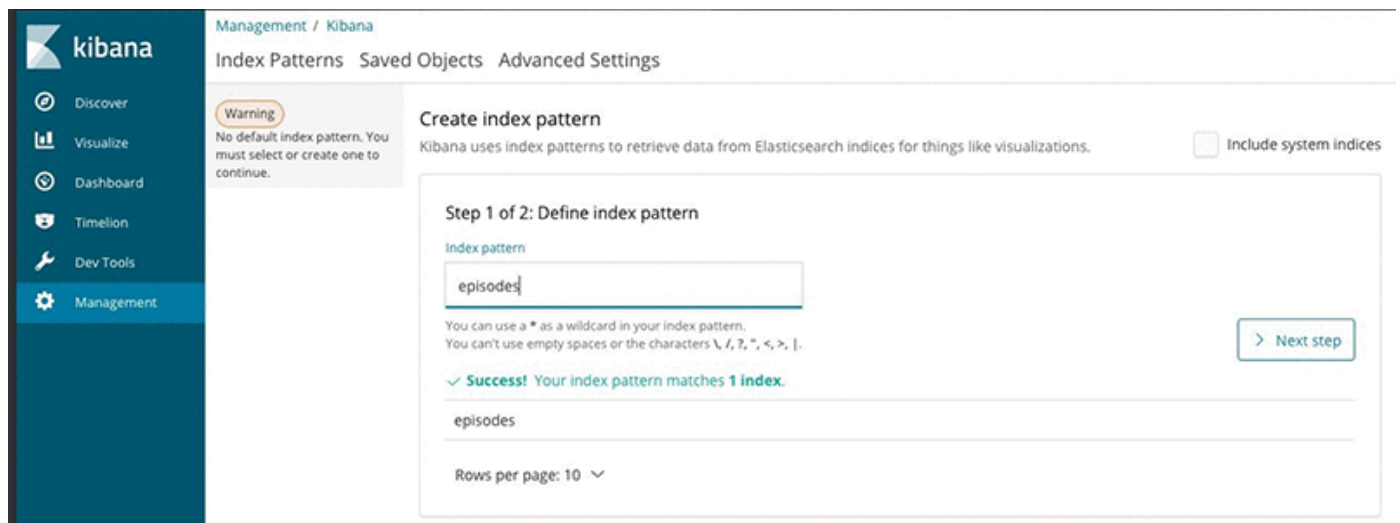 kibana
Discover
Visualize
Dashboard
Timelion
Dev Tools
Management
Management / Kibana
Index Patterns Saved Objects Advanced Settings
Warning
No default index pattern. You
must select or create one to
continue.
Create index pattern
Kibana uses index patterns to retrieve data from Elasticsearch indices for things like visualizations.
Include system indices
Step 1 of 2: Define index pattern
Index pattern
episodes
You can use a * as a wildcard in your index pattern.
You can't use empty spaces or the characters \, /, ?, ", <, >, |.
> Next step
✓ Success! Your index pattern matches 1 index.
episodes
Rows per page: 10